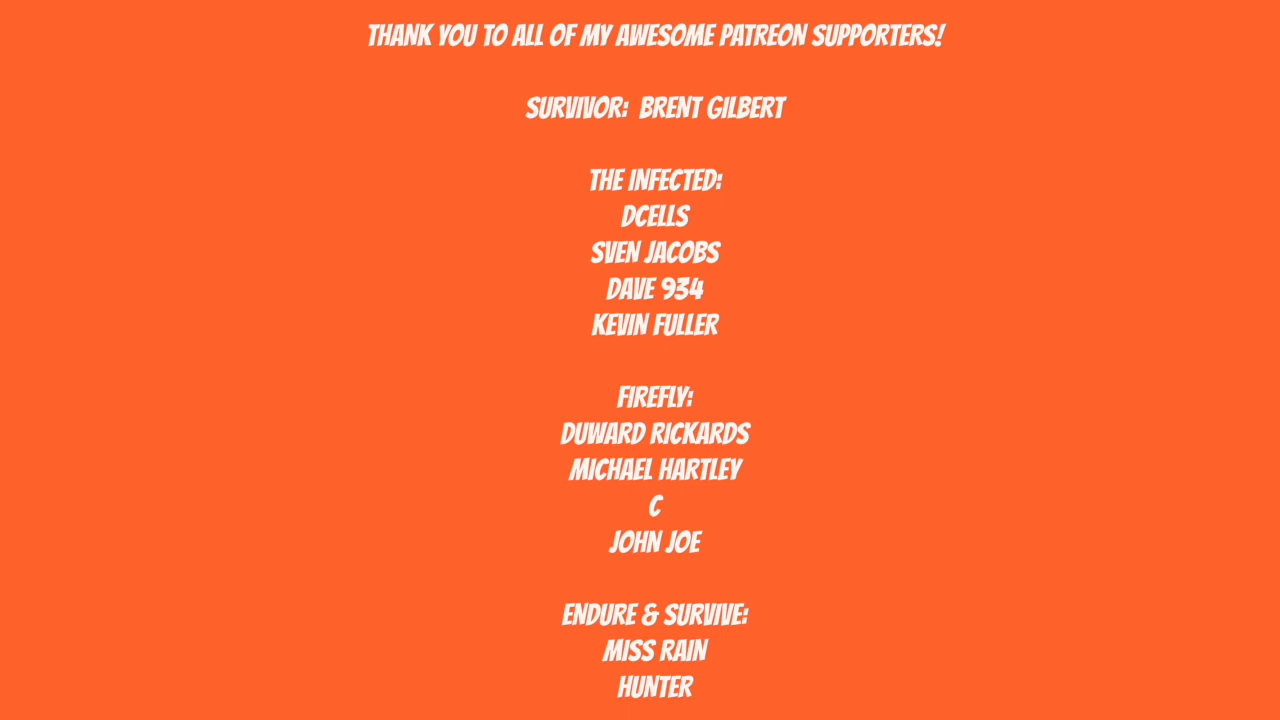 THANK YOU TO ALL OF MY AWESOME PATREON SUPPORTERS!
SURVIVOR: BRENT GILBERT
THE INFECTED:
DCELLS
SVEN JACOBS
DAVE 934
KEVIN FULLER
FIREFLY:
DUWARD RICKARDS
MICHAEL HARTLEY
C
JOHN JOE
ENDURE & SURVIVE:
MISS RAIN
HUNTER